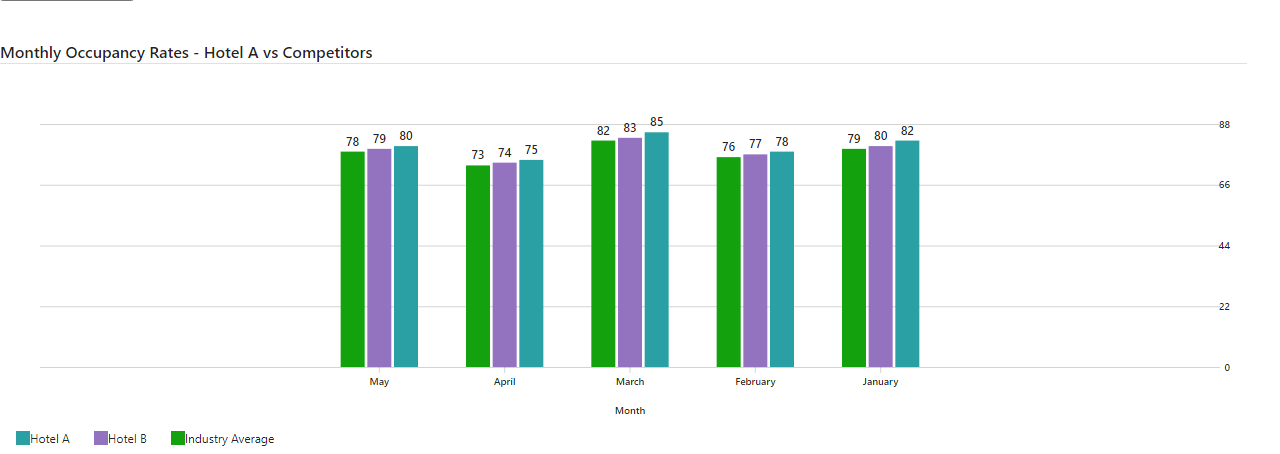 Monthly Occupancy Rates - Hotel A vs Competitors
88
66
44
22
0
78 79 80
73 74 75
82 83 85
76 77 78
79 80 82
May April March February January
Month
Hotel A Hotel B Industry Average